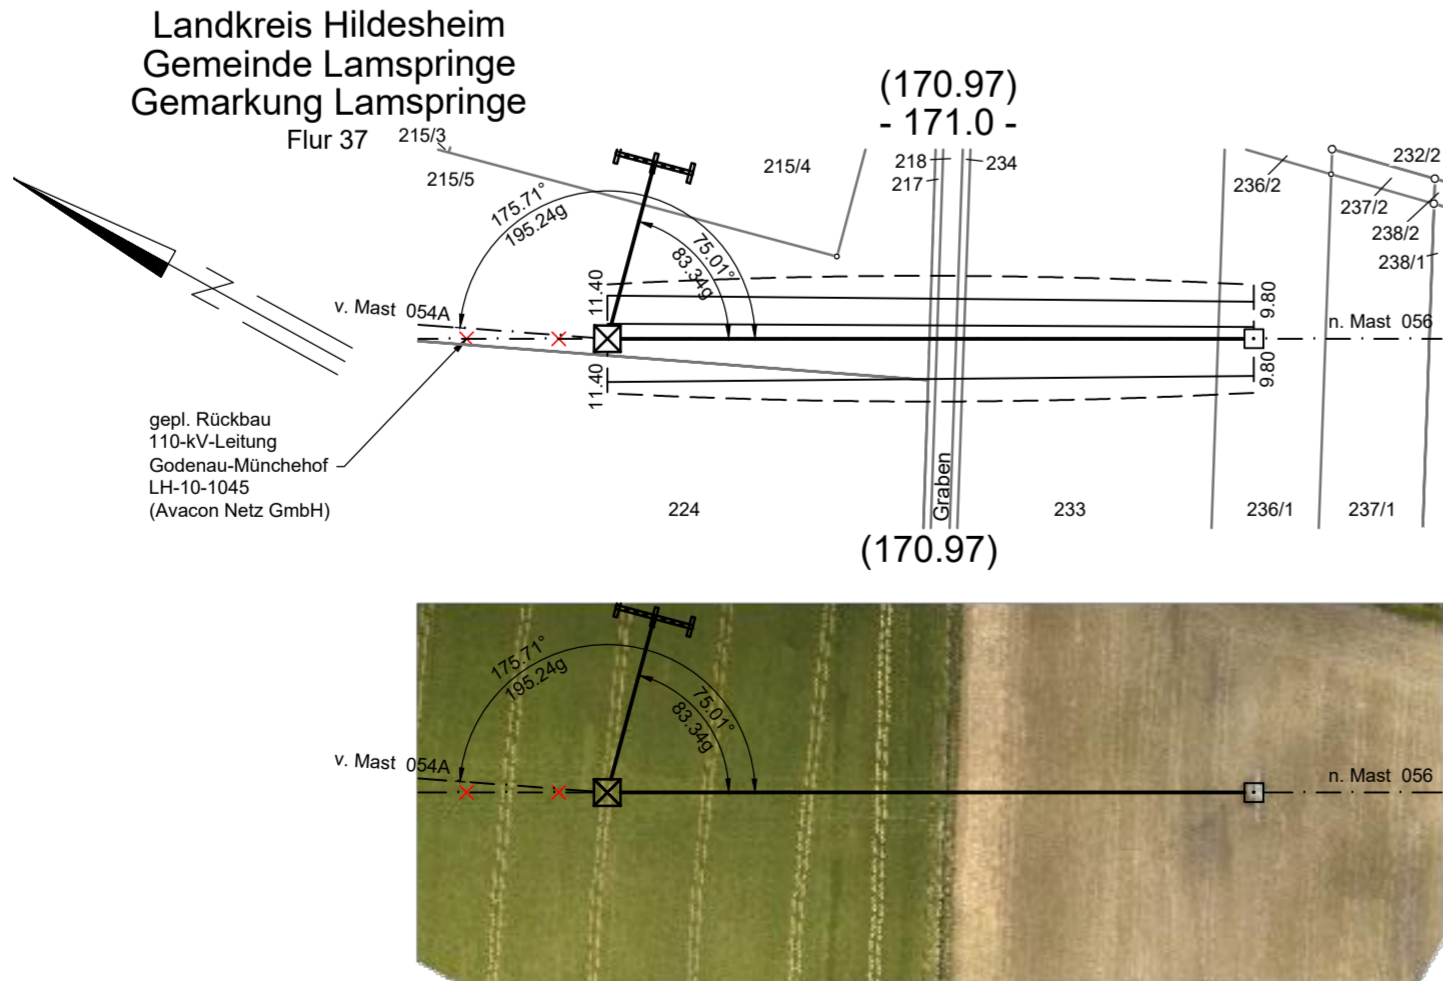 Landkreis Hildesheim
Gemeinde Lamspringe
Gemarkung Lamspringe
Flur 37
215/3
215/5
215/4
(170.97)
- 171.0 -
218
217
234
236/2
232/2
237/2
238/2
238/1
175.71°
195.24g
75.01°
83.34g
11.40
9.80
v. Mast 054A
n. Mast 056
11.40
9.80
gepl. Rückbau
110-kV-Leitung
Godenau-Münchehof
LH-10-1045
(Avacon Netz GmbH)
224
Graben
233
236/1
237/1
(170.97)
175.71°
195.24g
75.01°
83.34g
v. Mast 054A
n. Mast 056